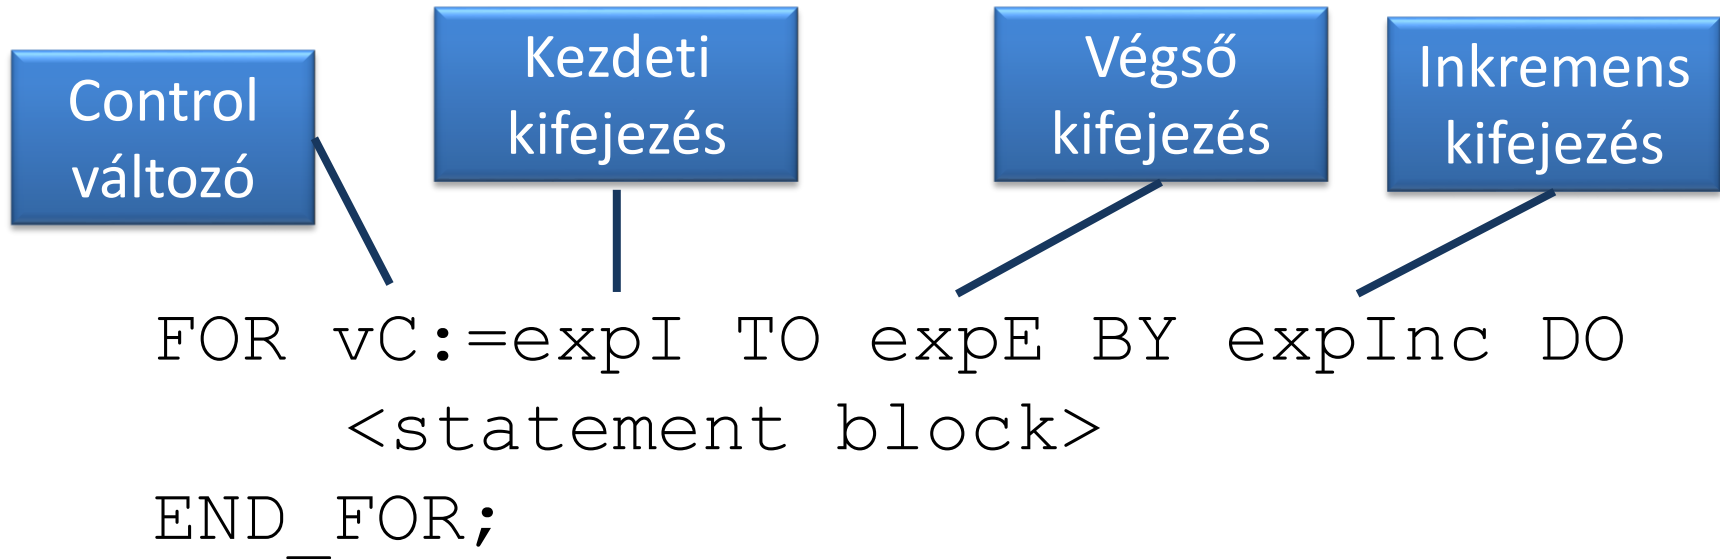 Control
változó
Kezdeti
kifejezés
Végső
kifejezés
Inkremens
kifejezés
FOR vC:=expI TO expE BY expInc DO
<statement block>
END_FOR;